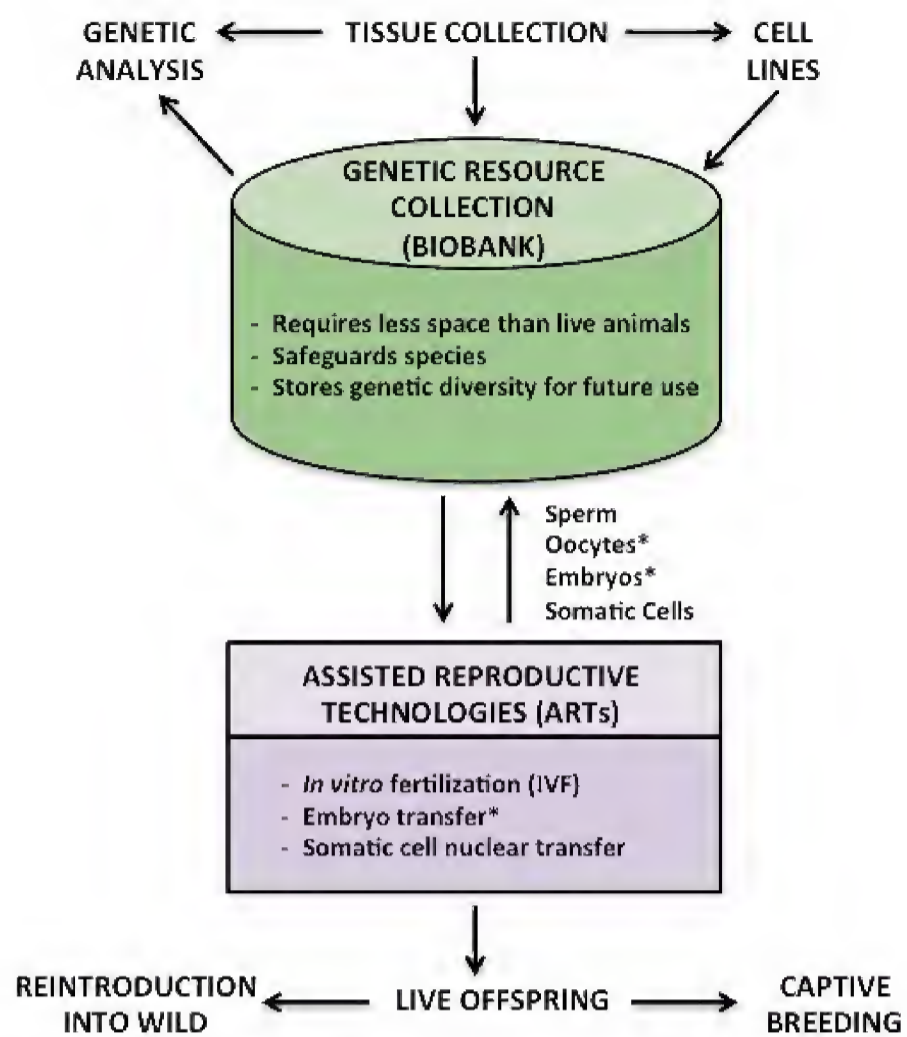 GENETIC ANALYSIS
TISSUE COLLECTION
CELL LINES
GENETIC RESOURCE
COLLECTION
(BIOBANK)
- Requires less space than live animals
- Safeguards species
- Stores genetic diversity for future use
Sperm
Oocytes*
Embryos*
Somatic Cells
ASSISTED REPRODUCTIVE
TECHNOLOGIES (ARTs)
- In vitro fertilization (IVF)
- Embryo transfer*
- Somatic cell nuclear transfer
REINTRODUCTION
INTO WILD
LIVE OFFSPRING
CAPTIVE
BREEDING